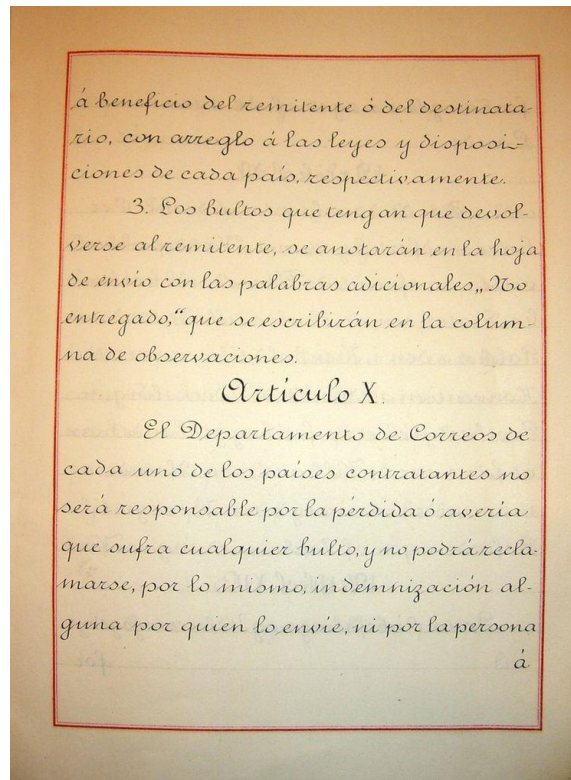 á beneficio del remitente ó del destinata-
rio, con arreglo á las leyes y disposi-
ciones de cada país, respectivamente.
3. Los bultos que tengan que devol-
verse al remitente, se anotarán en la hoja
de envío con las palabras adicionales „No
entregado,“ que se escribirán en la colum-
na de observaciones.
Artículo X.
El Departamento de Correos de
cada uno de los países contratantes no
será responsable por la pérdida ó avería
que sufra cualquier bulto, y no podrá recla-
marse, por lo mismo, indemnización al-
guna por quien lo envíe, ni por la persona
á